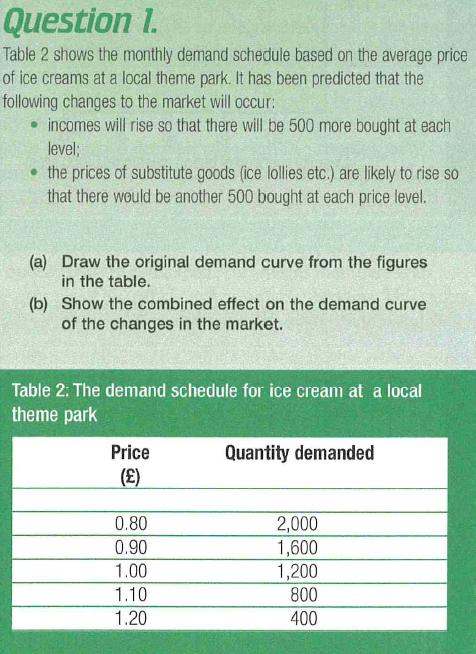 Question 1.
Table 2 shows the monthly demand schedule based on the average price
of ice creams at a local theme park. It has been predicted that the
following changes to the market will occur:
• incomes will rise so that there will be 500 more bought at each
level;
• the prices of substitute goods (ice lollies etc.) are likely to rise so
that there would be another 500 bought at each price level.
(a) Draw the original demand curve from the figures
in the table.
(b) Show the combined effect on the demand curve
of the changes in the market.
Table 2: The demand schedule for ice cream at a local
theme park
Price Quantity demanded
(£)
0.80 2,000
0.90 1,600
1.00 1,200
1.10 800
1.20 400